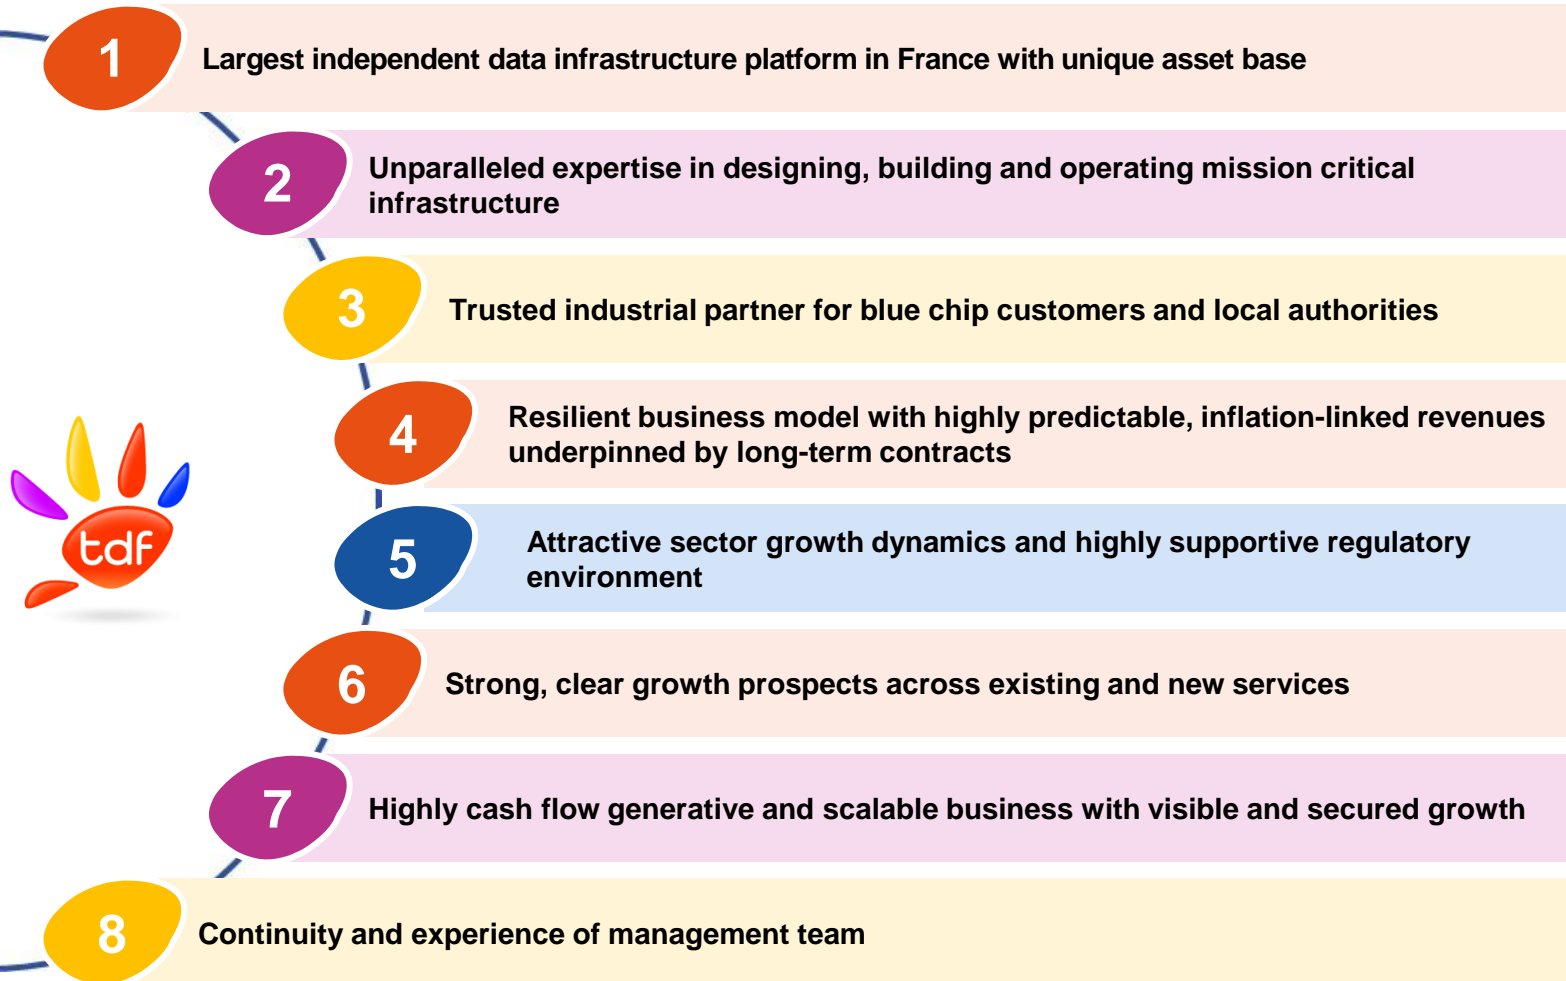 1
Largest independent data infrastructure platform in France with unique asset base
2
Unparalleled expertise in designing, building and operating mission critical
infrastructure
3
Trusted industrial partner for blue chip customers and local authorities
4
Resilient business model with highly predictable, inflation-linked revenues
underpinned by long-term contracts
tdf
5
Attractive sector growth dynamics and highly supportive regulatory
environment
6
Strong, clear growth prospects across existing and new services
7
Highly cash flow generative and scalable business with visible and secured growth
8
Continuity and experience of management team